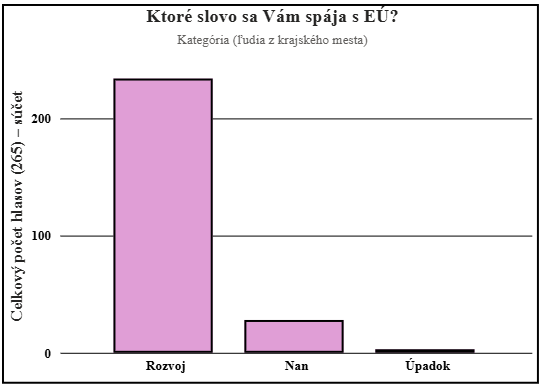 Ktoré slovo sa Vám spája s EÚ?
Kategória (ľudia z krajského mesta)
Celkový počet hlasov (265) – súčet
200
100
0
Rozvoj
Nan
Úpadok